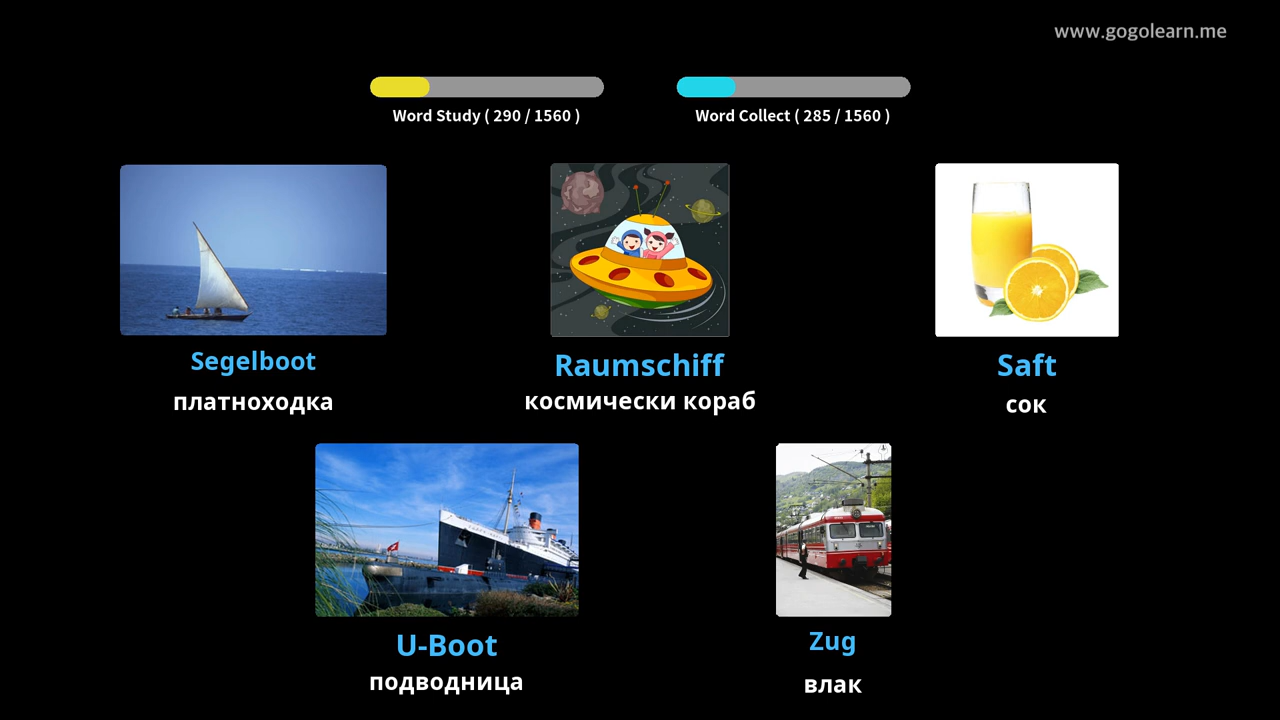 www.gogolearn.me
Word Study ( 290 / 1560 )
Word Collect ( 285 / 1560 )
Segelboot
платноходка
Raumschiff
космически кораб
Saft
сок
U-Boot
подводница
Zug
влак